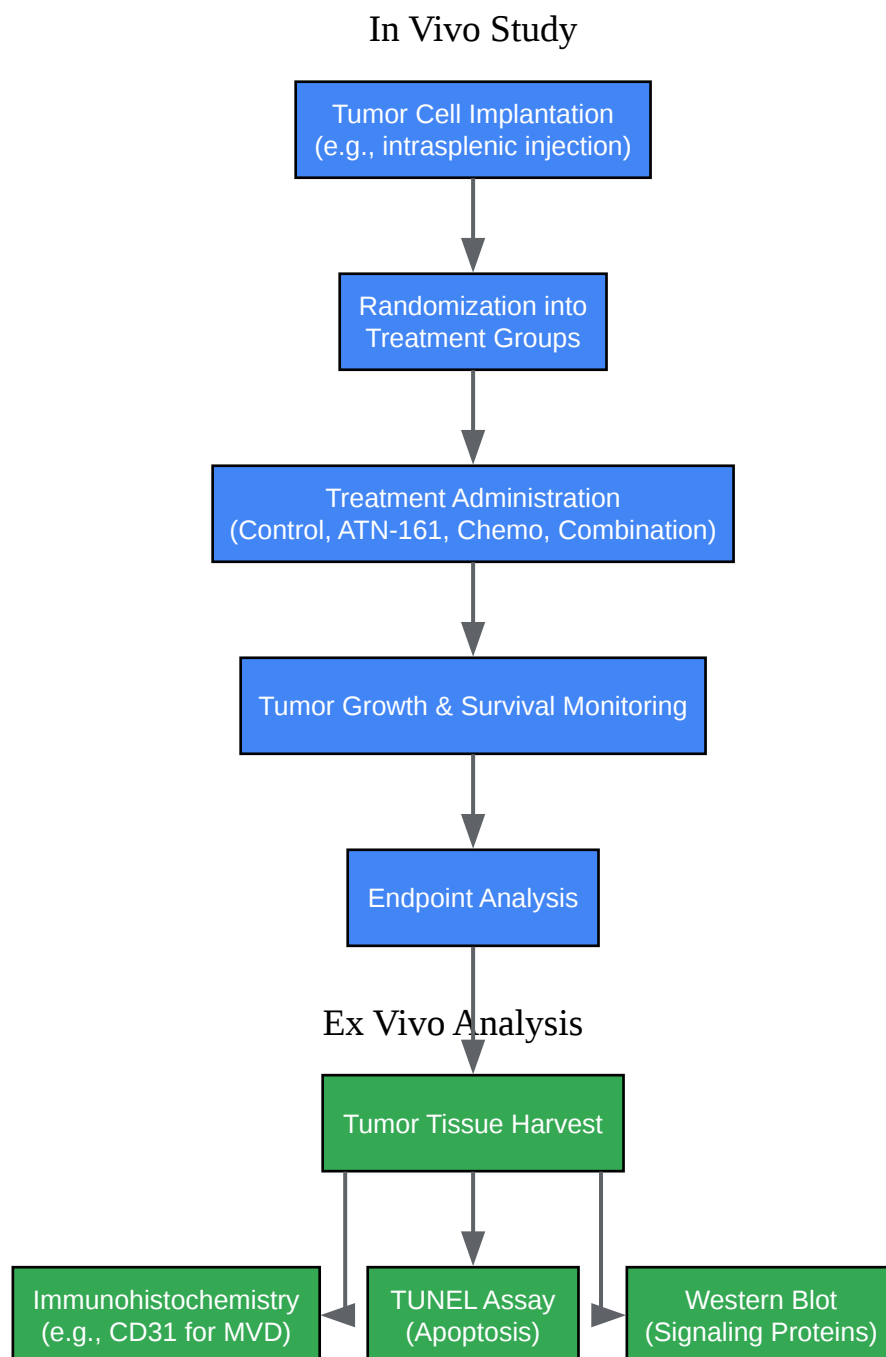 In Vivo Study
Tumor Cell Implantation
(e.g., intrasplenic injection)
Randomization into
Treatment Groups
Treatment Administration
(Control, ATN-161, Chemo, Combination)
Tumor Growth & Survival Monitoring
Endpoint Analysis
Ex Vivo Analysis
Tumor Tissue Harvest
Immunohistochemistry
(e.g., CD31 for MVD)
TUNEL Assay
(Apoptosis)
Western Blot
(Signaling Proteins)